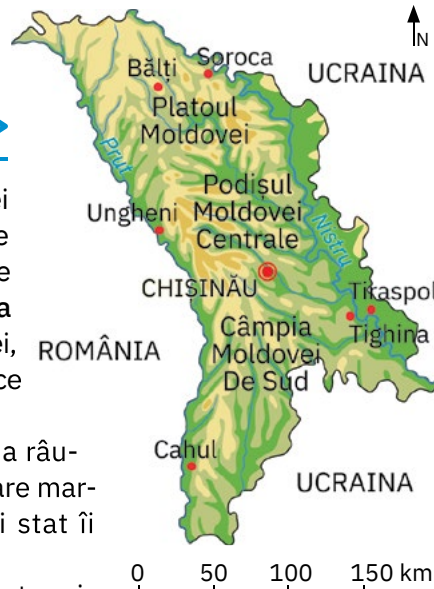 N
Soroca
UCRAINA
Bălți
Platoul
Moldovei
Prut
Podișul
Moldovei
Centrale
Ungheni
Nistru
CHISINĂU
Tiraspol
Tighina
Câmpia
Moldovei
De Sud
ROMÂNIA
Cahul
UCRAINA
0 50 100 150 km
ei
e
e
a
ei,
ce
a râu-
are mar-
i stat îi